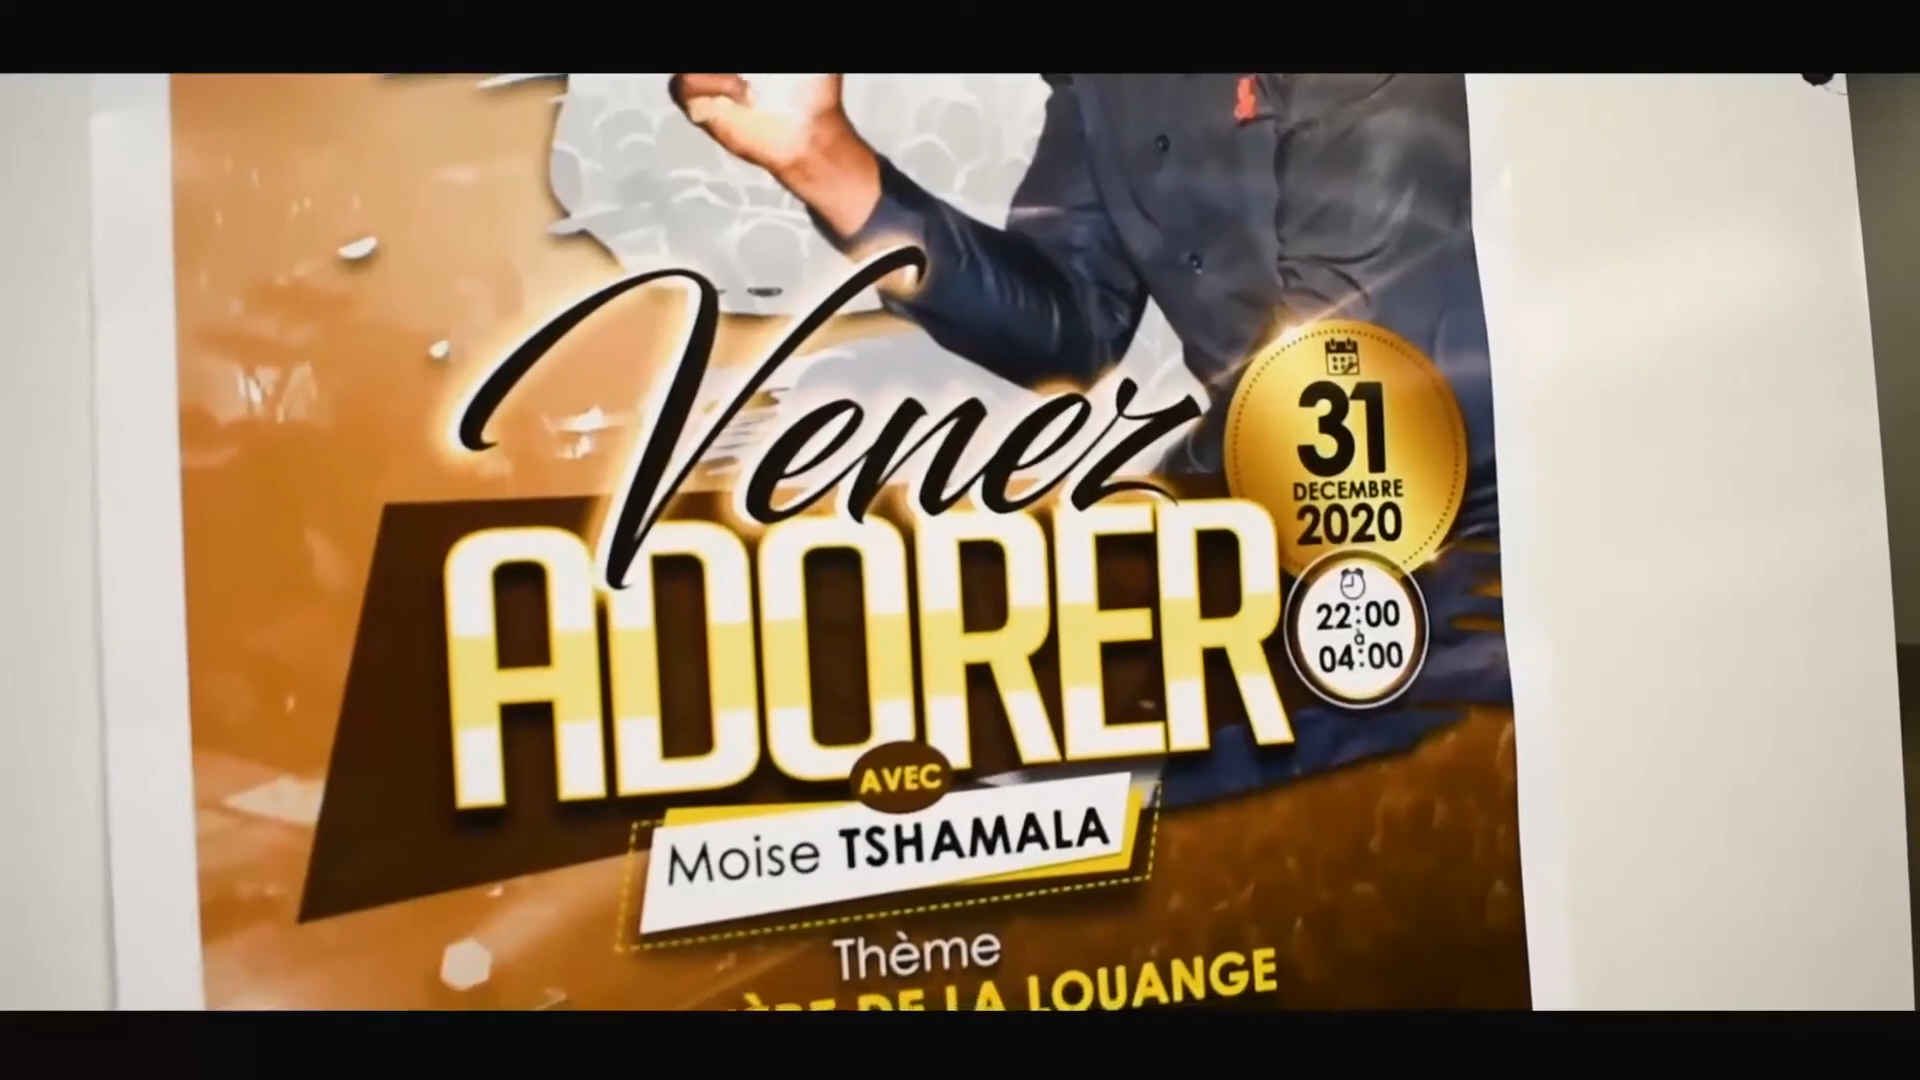 Venez
ADORER
31
DECEMBRE
2020
22:00
à
04:00
AVEC
Moise TSHAMALA
Thème
DE LA LOUANGE